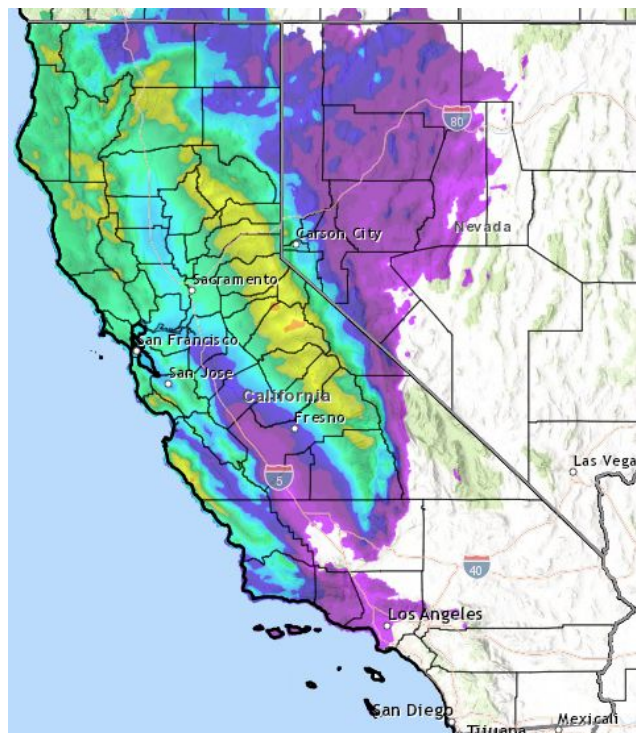 80
Nevada
Carson City
Sacramento
San Francisco
San Jose
California
Fresno
Las Vega
5
40
Los Angeles
San Diego
Mexicali
Tijuana